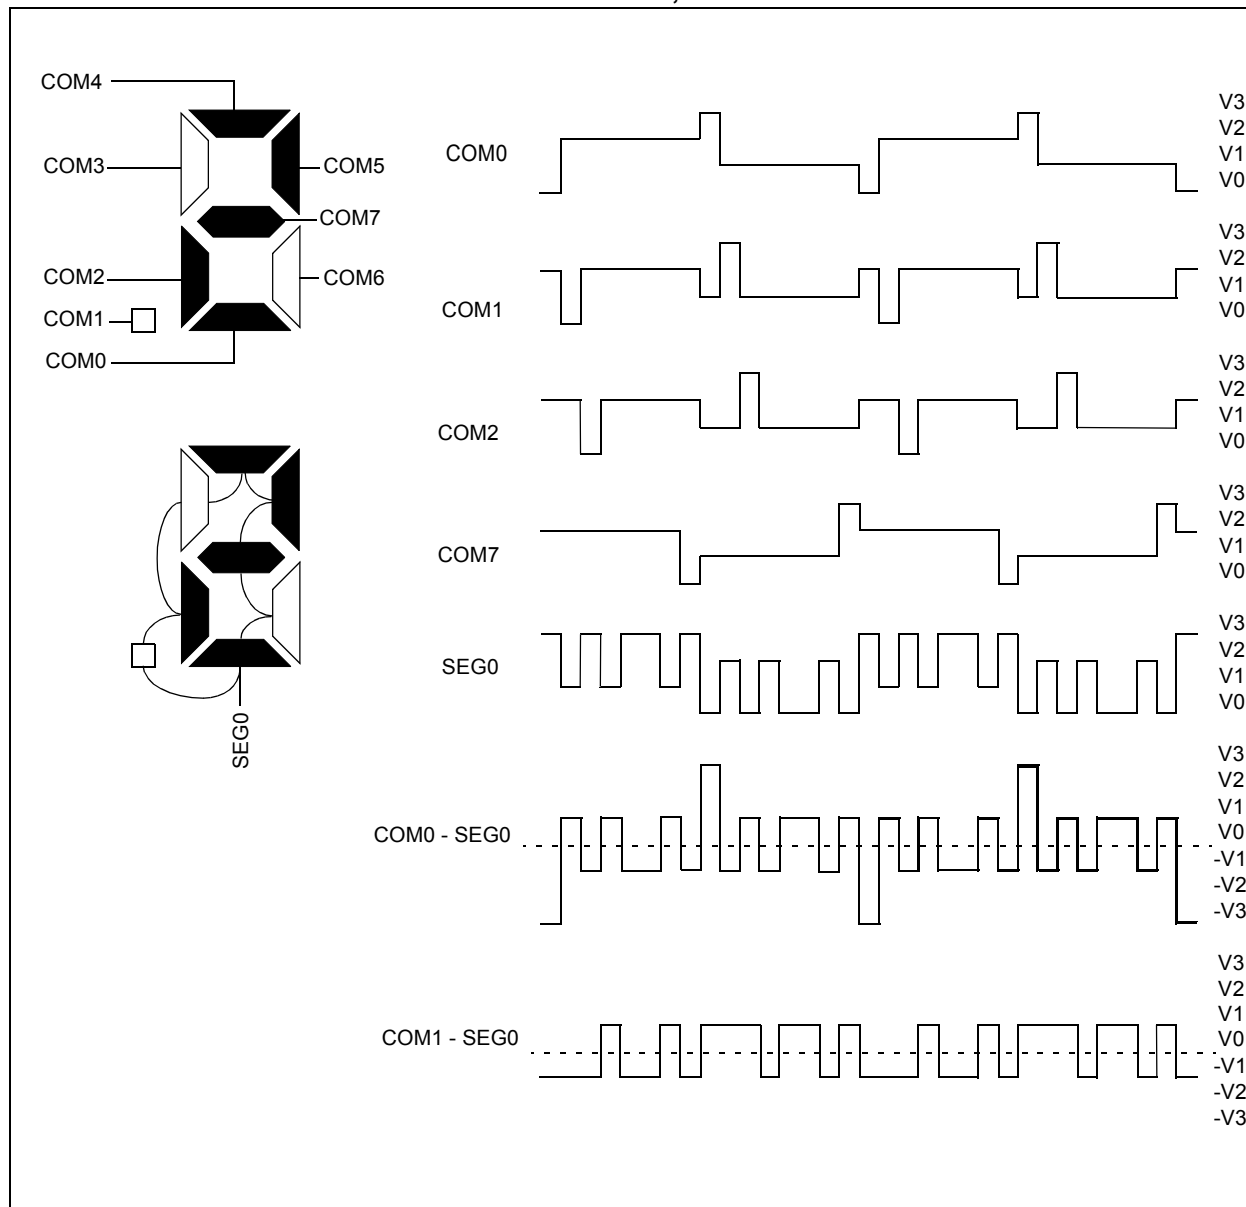 COM4
COM3
COM5
COM7
COM2
COM6
COM1
COM0
SEG0
COM0
V3
V2
V1
V0
COM1
V3
V2
V1
V0
COM2
V3
V2
V1
V0
COM7
V3
V2
V1
V0
SEG0
V3
V2
V1
V0
COM0 - SEG0
V3
V2
V1
V0
-V1
-V2
-V3
COM1 - SEG0
V3
V2
V1
V0
-V1
-V2
-V3